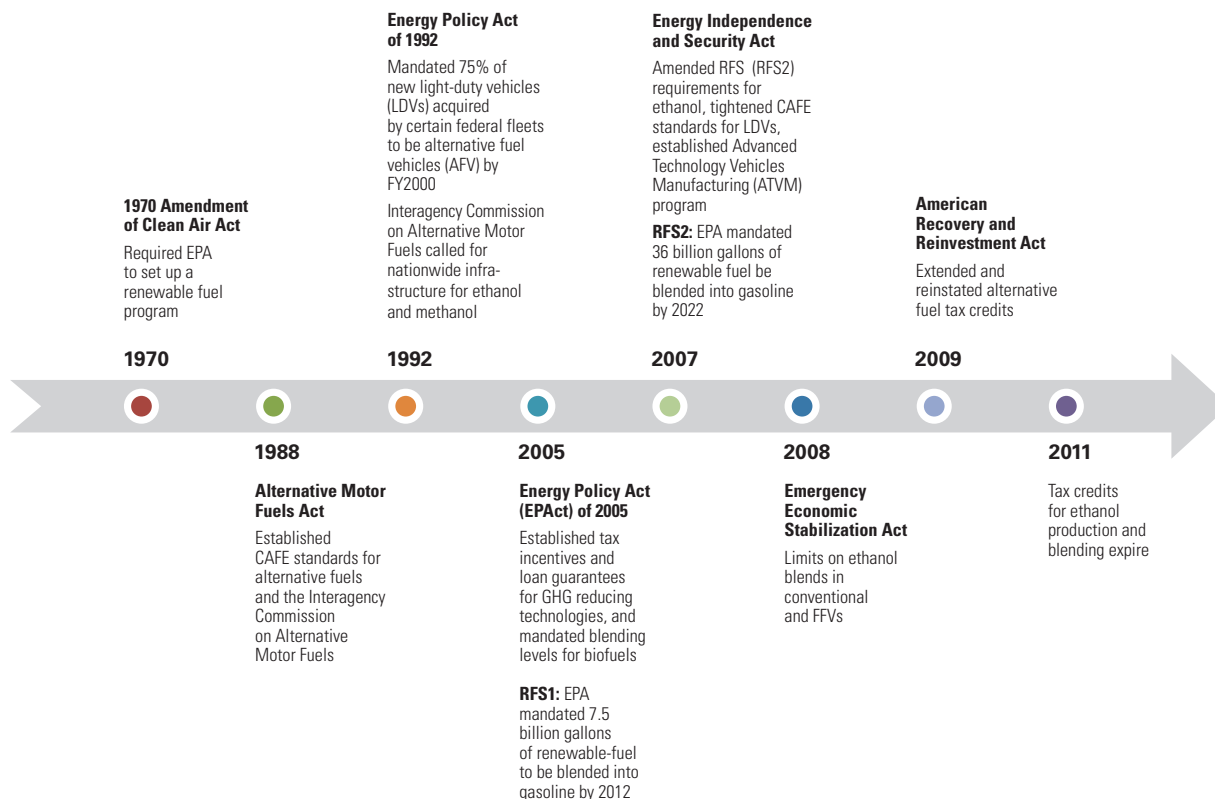 1970 Amendment
of Clean Air Act
Required EPA
to set up a
renewable fuel
program
1970
1988
Alternative Motor
Fuels Act
Established
CAFE standards for
alternative fuels
and the Interagency
Commission
on Alternative
Motor Fuels
Energy Policy Act
of 1992
Mandated 75% of
new light-duty vehicles
(LDVs) acquired
by certain federal fleets
to be alternative fuel
vehicles (AFV) by
FY2000
Interagency Commission
on Alternative Motor
Fuels called for
nationwide infra-
structure for ethanol
and methanol
1992
2005
Energy Policy Act
(EPAct) of 2005
Established tax
incentives and
loan guarantees
for GHG reducing
technologies, and
mandated blending
levels for biofuels
RFS1: EPA
mandated 7.5
billion gallons
of renewable-fuel
to be blended into
gasoline by 2012
Energy Independence
and Security Act
Amended RFS (RFS2)
requirements for
ethanol, tightened CAFE
standards for LDVs,
established Advanced
Technology Vehicles
Manufacturing (ATVM)
program
RFS2: EPA mandated
36 billion gallons of
renewable fuel be
blended into gasoline
by 2022
2007
2008
Emergency
Economic
Stabilization Act
Limits on ethanol
blends in
conventional
and FFVs
American
Recovery and
Reinvestment Act
Extended and
reinstated alternative
fuel tax credits
2009
2011
Tax credits
for ethanol
production and
blending expire